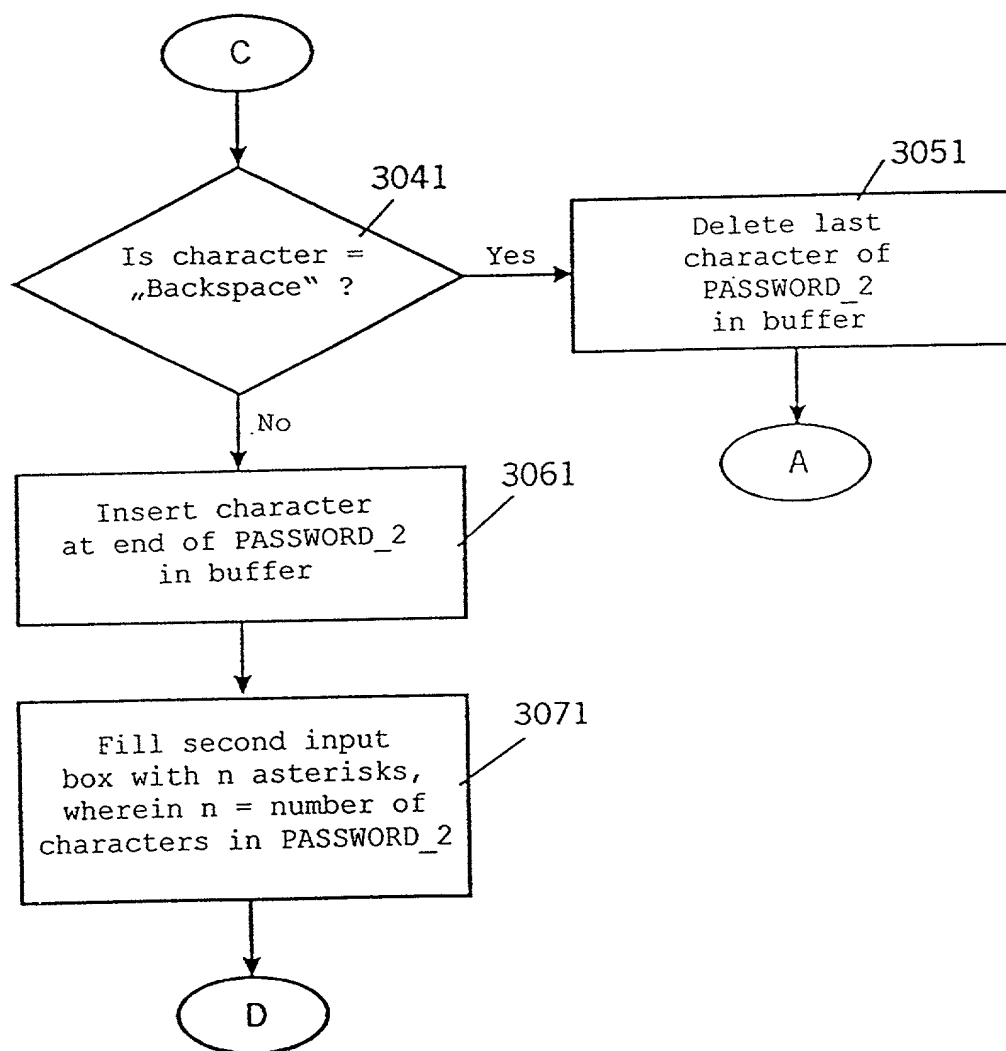 C
3041
Is character =
„Backspace“ ?
Yes
3051
Delete last
character of
PASSWORD_2
in buffer
A
No
3061
Insert character
at end of PASSWORD_2
in buffer
3071
Fill second input
box with n asterisks,
wherein n = number of
characters in PASSWORD_2
D